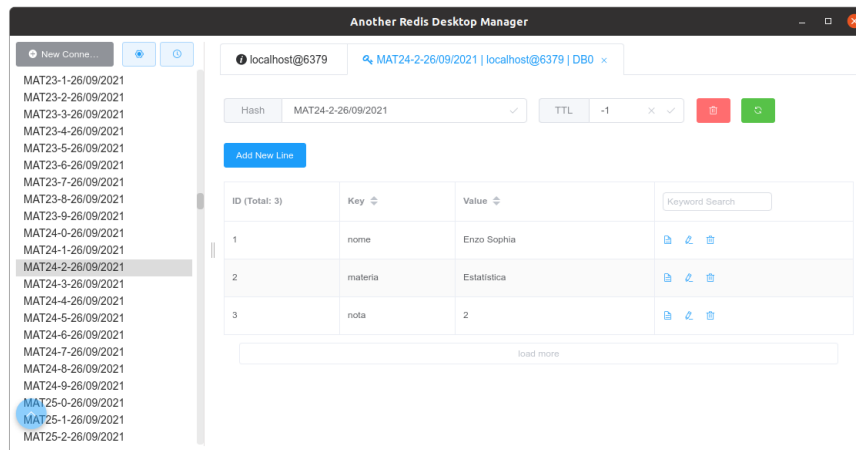 Another Redis Desktop Manager
New Conne...
MAT23-1-26/09/2021
MAT23-2-26/09/2021
MAT23-3-26/09/2021
MAT23-4-26/09/2021
MAT23-5-26/09/2021
MAT23-6-26/09/2021
MAT23-7-26/09/2021
MAT23-8-26/09/2021
MAT23-9-26/09/2021
MAT24-0-26/09/2021
MAT24-1-26/09/2021
MAT24-2-26/09/2021
MAT24-3-26/09/2021
MAT24-4-26/09/2021
MAT24-5-26/09/2021
MAT24-6-26/09/2021
MAT24-7-26/09/2021
MAT24-8-26/09/2021
MAT24-9-26/09/2021
MAT25-0-26/09/2021
MAT25-1-26/09/2021
MAT25-2-26/09/2021
localhost@6379 MAT24-2-26/09/2021 | localhost@6379 | DB0
Hash MAT24-2-26/09/2021 TTL -1
Add New Line
ID (Total: 3) Key Value Keyword Search
1 nome Enzo Sophia
2 materia Estatística
3 nota 2
load more